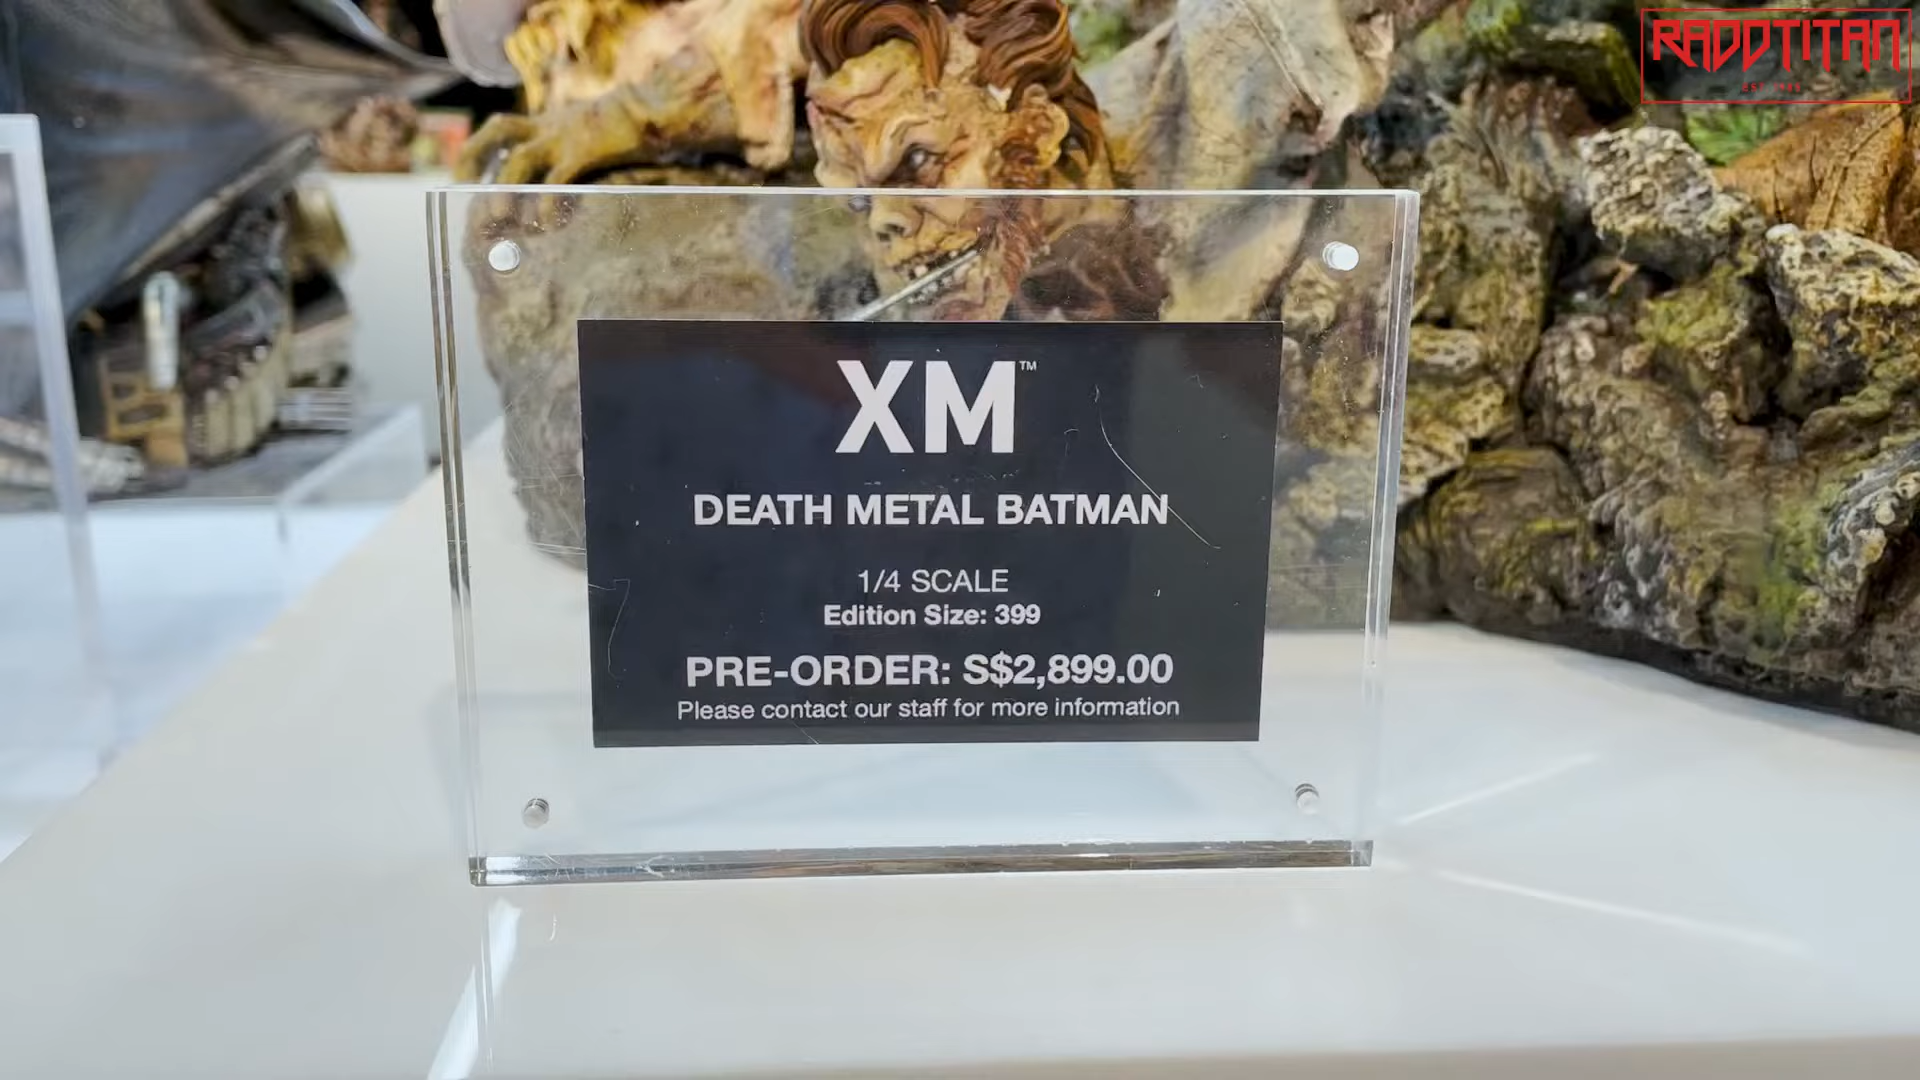 RADDTITAN
XM™
DEATH METAL BATMAN
1/4 SCALE
Edition Size: 399
PRE-ORDER: S$2,899.00
Please contact our staff for more information